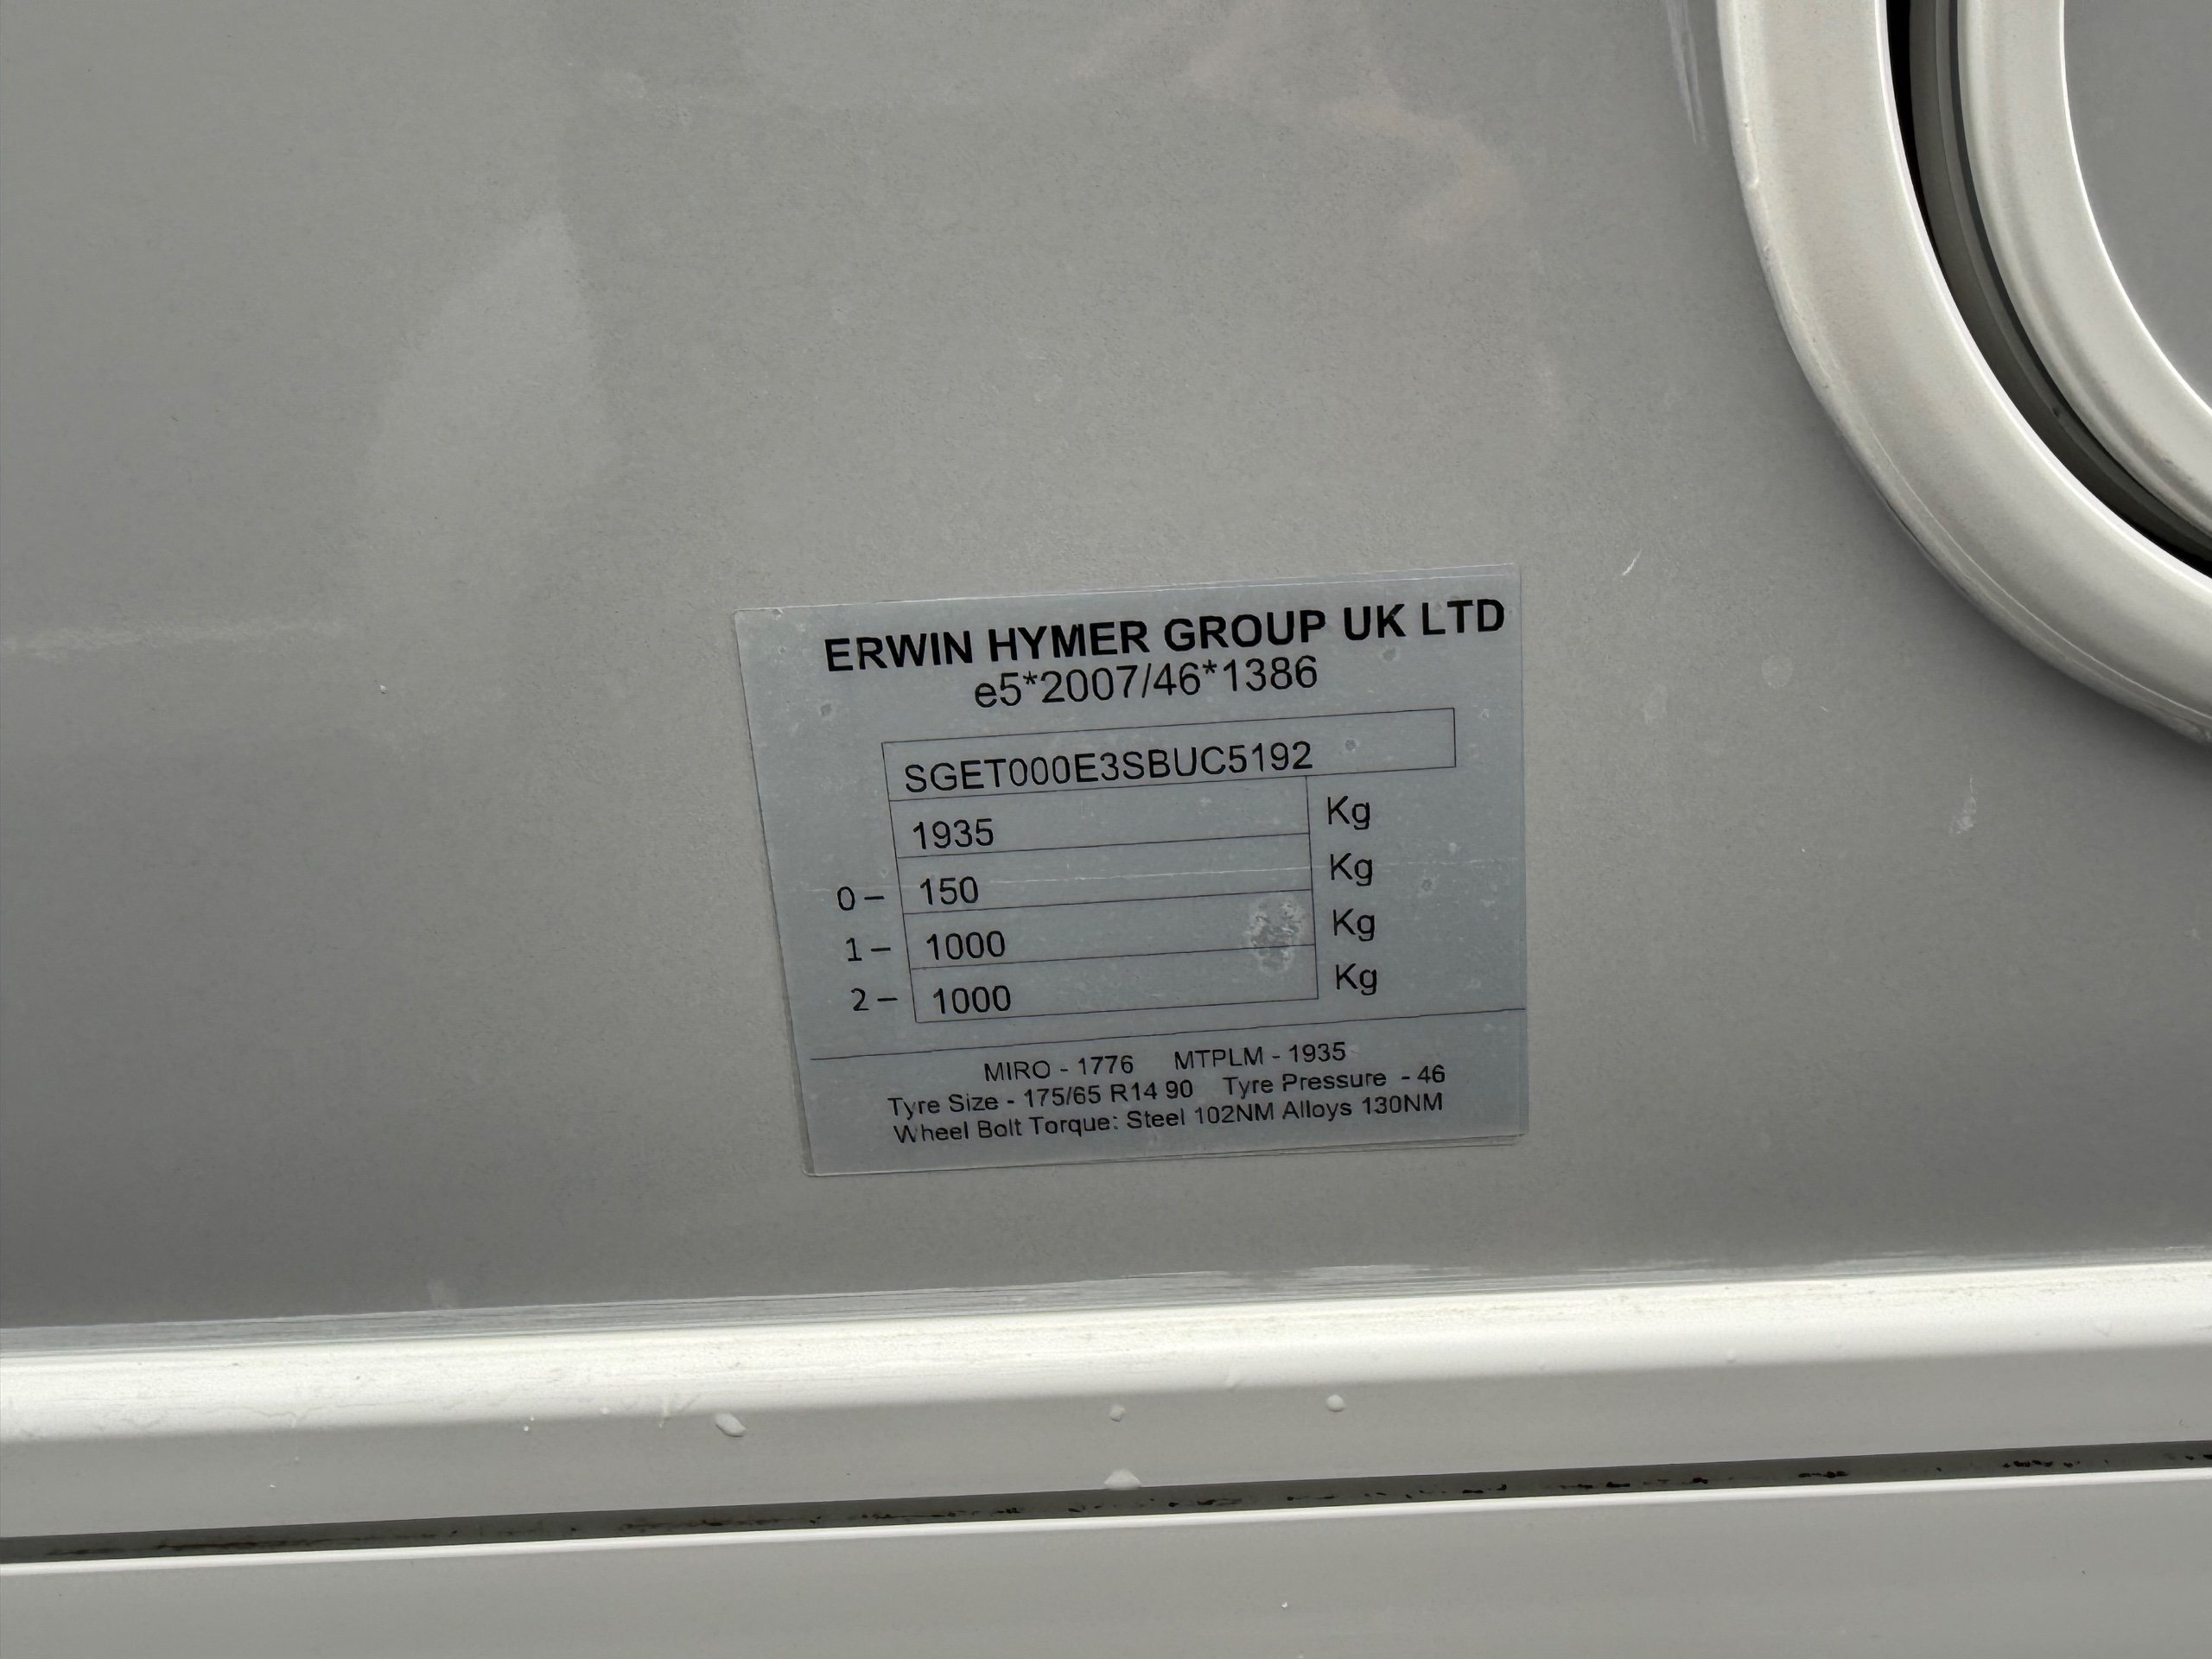 ERWIN HYMER GROUP UK LTD
e5*2007/46*1386
SGET000E3SBUC5192
1935 Kg
0 – 150 Kg
1 – 1000 Kg
2 – 1000 Kg
MIRO - 1776 MTPLM - 1935
Tyre Size - 175/65 R14 90 Tyre Pressure - 46
Wheel Bolt Torque: Steel 102NM Alloys 130NM